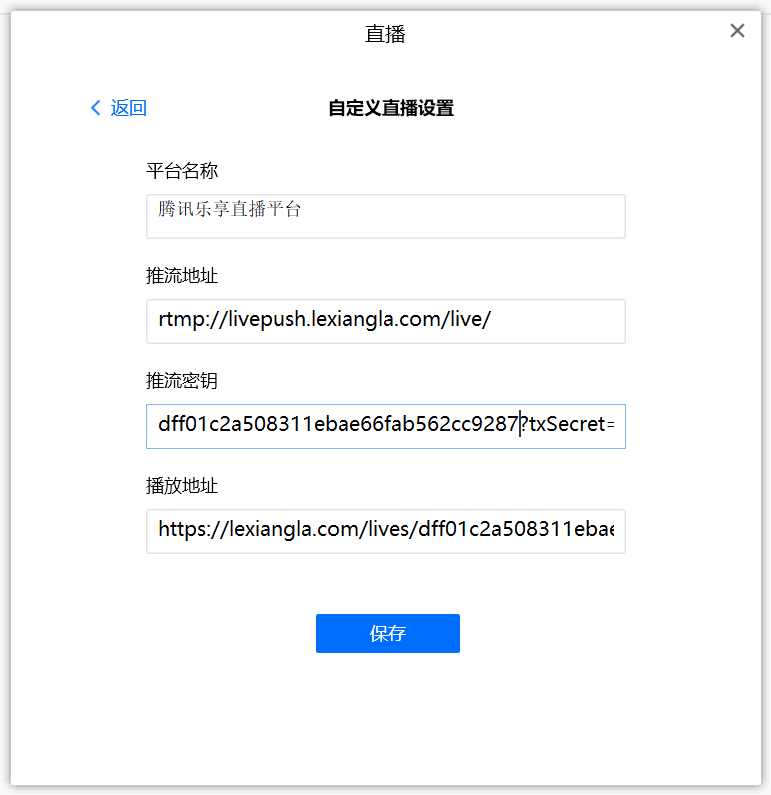 直播
返回
自定义直播设置
平台名称
腾讯乐享直播平台
推流地址
rtmp://livepush.lexiangla.com/live/
推流密钥
dff01c2a508311ebae66fab562cc9287?txSecret=
播放地址
https://lexiangla.com/lives/dff01c2a508311ebae
保存